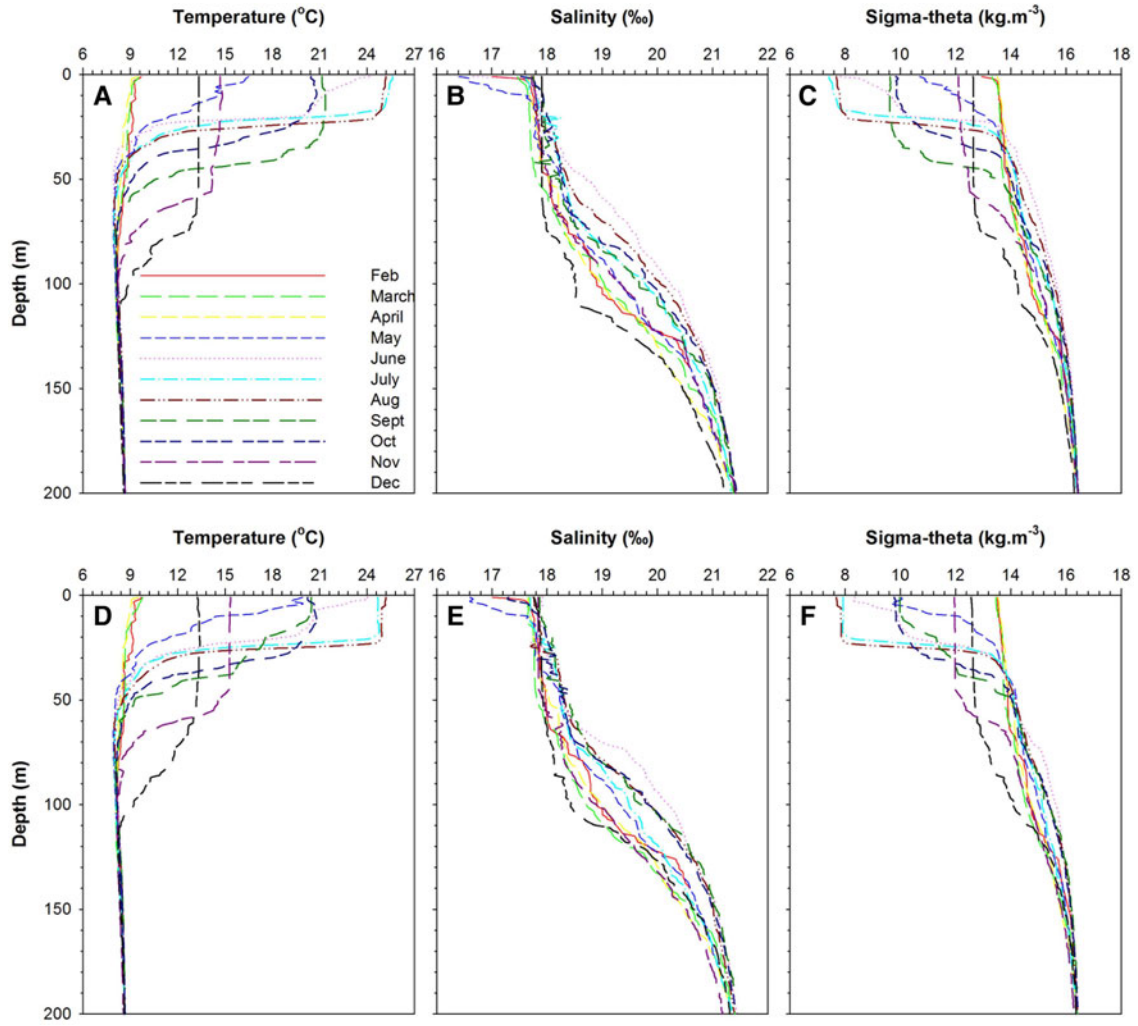 Temperature (°C) Salinity (‰) Sigma-theta (kg.m⁻³)
6 9 12 15 18 21 24 27 16 17 18 19 20 21 22 6 8 10 12 14 16 18
0
50
100
150
200
Depth (m)
A B C
Feb
March
April
May
June
July
Aug
Sept
Oct
Nov
Dec
Temperature (°C) Salinity (‰) Sigma-theta (kg.m⁻³)
6 9 12 15 18 21 24 27 16 17 18 19 20 21 22 6 8 10 12 14 16 18
0
50
100
150
200
Depth (m)
D E F